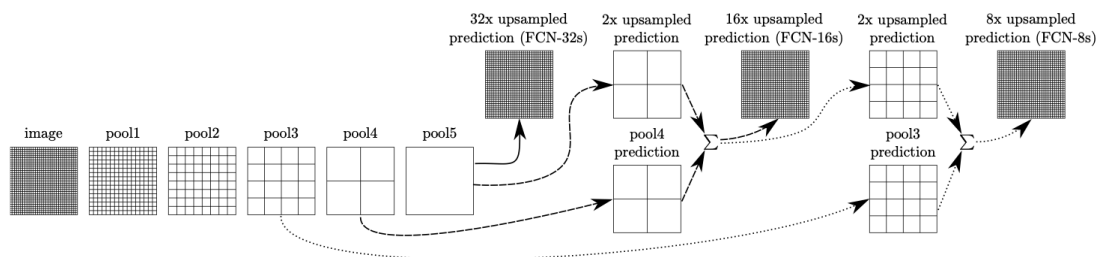 32x upsampled
prediction (FCN-32s)
2x upsampled
prediction
16x upsampled
prediction (FCN-16s)
2x upsampled
prediction
8x upsampled
prediction (FCN-8s)
image
pool1
pool2
pool3
pool4
pool5
pool4
prediction
∑
pool3
prediction
∑